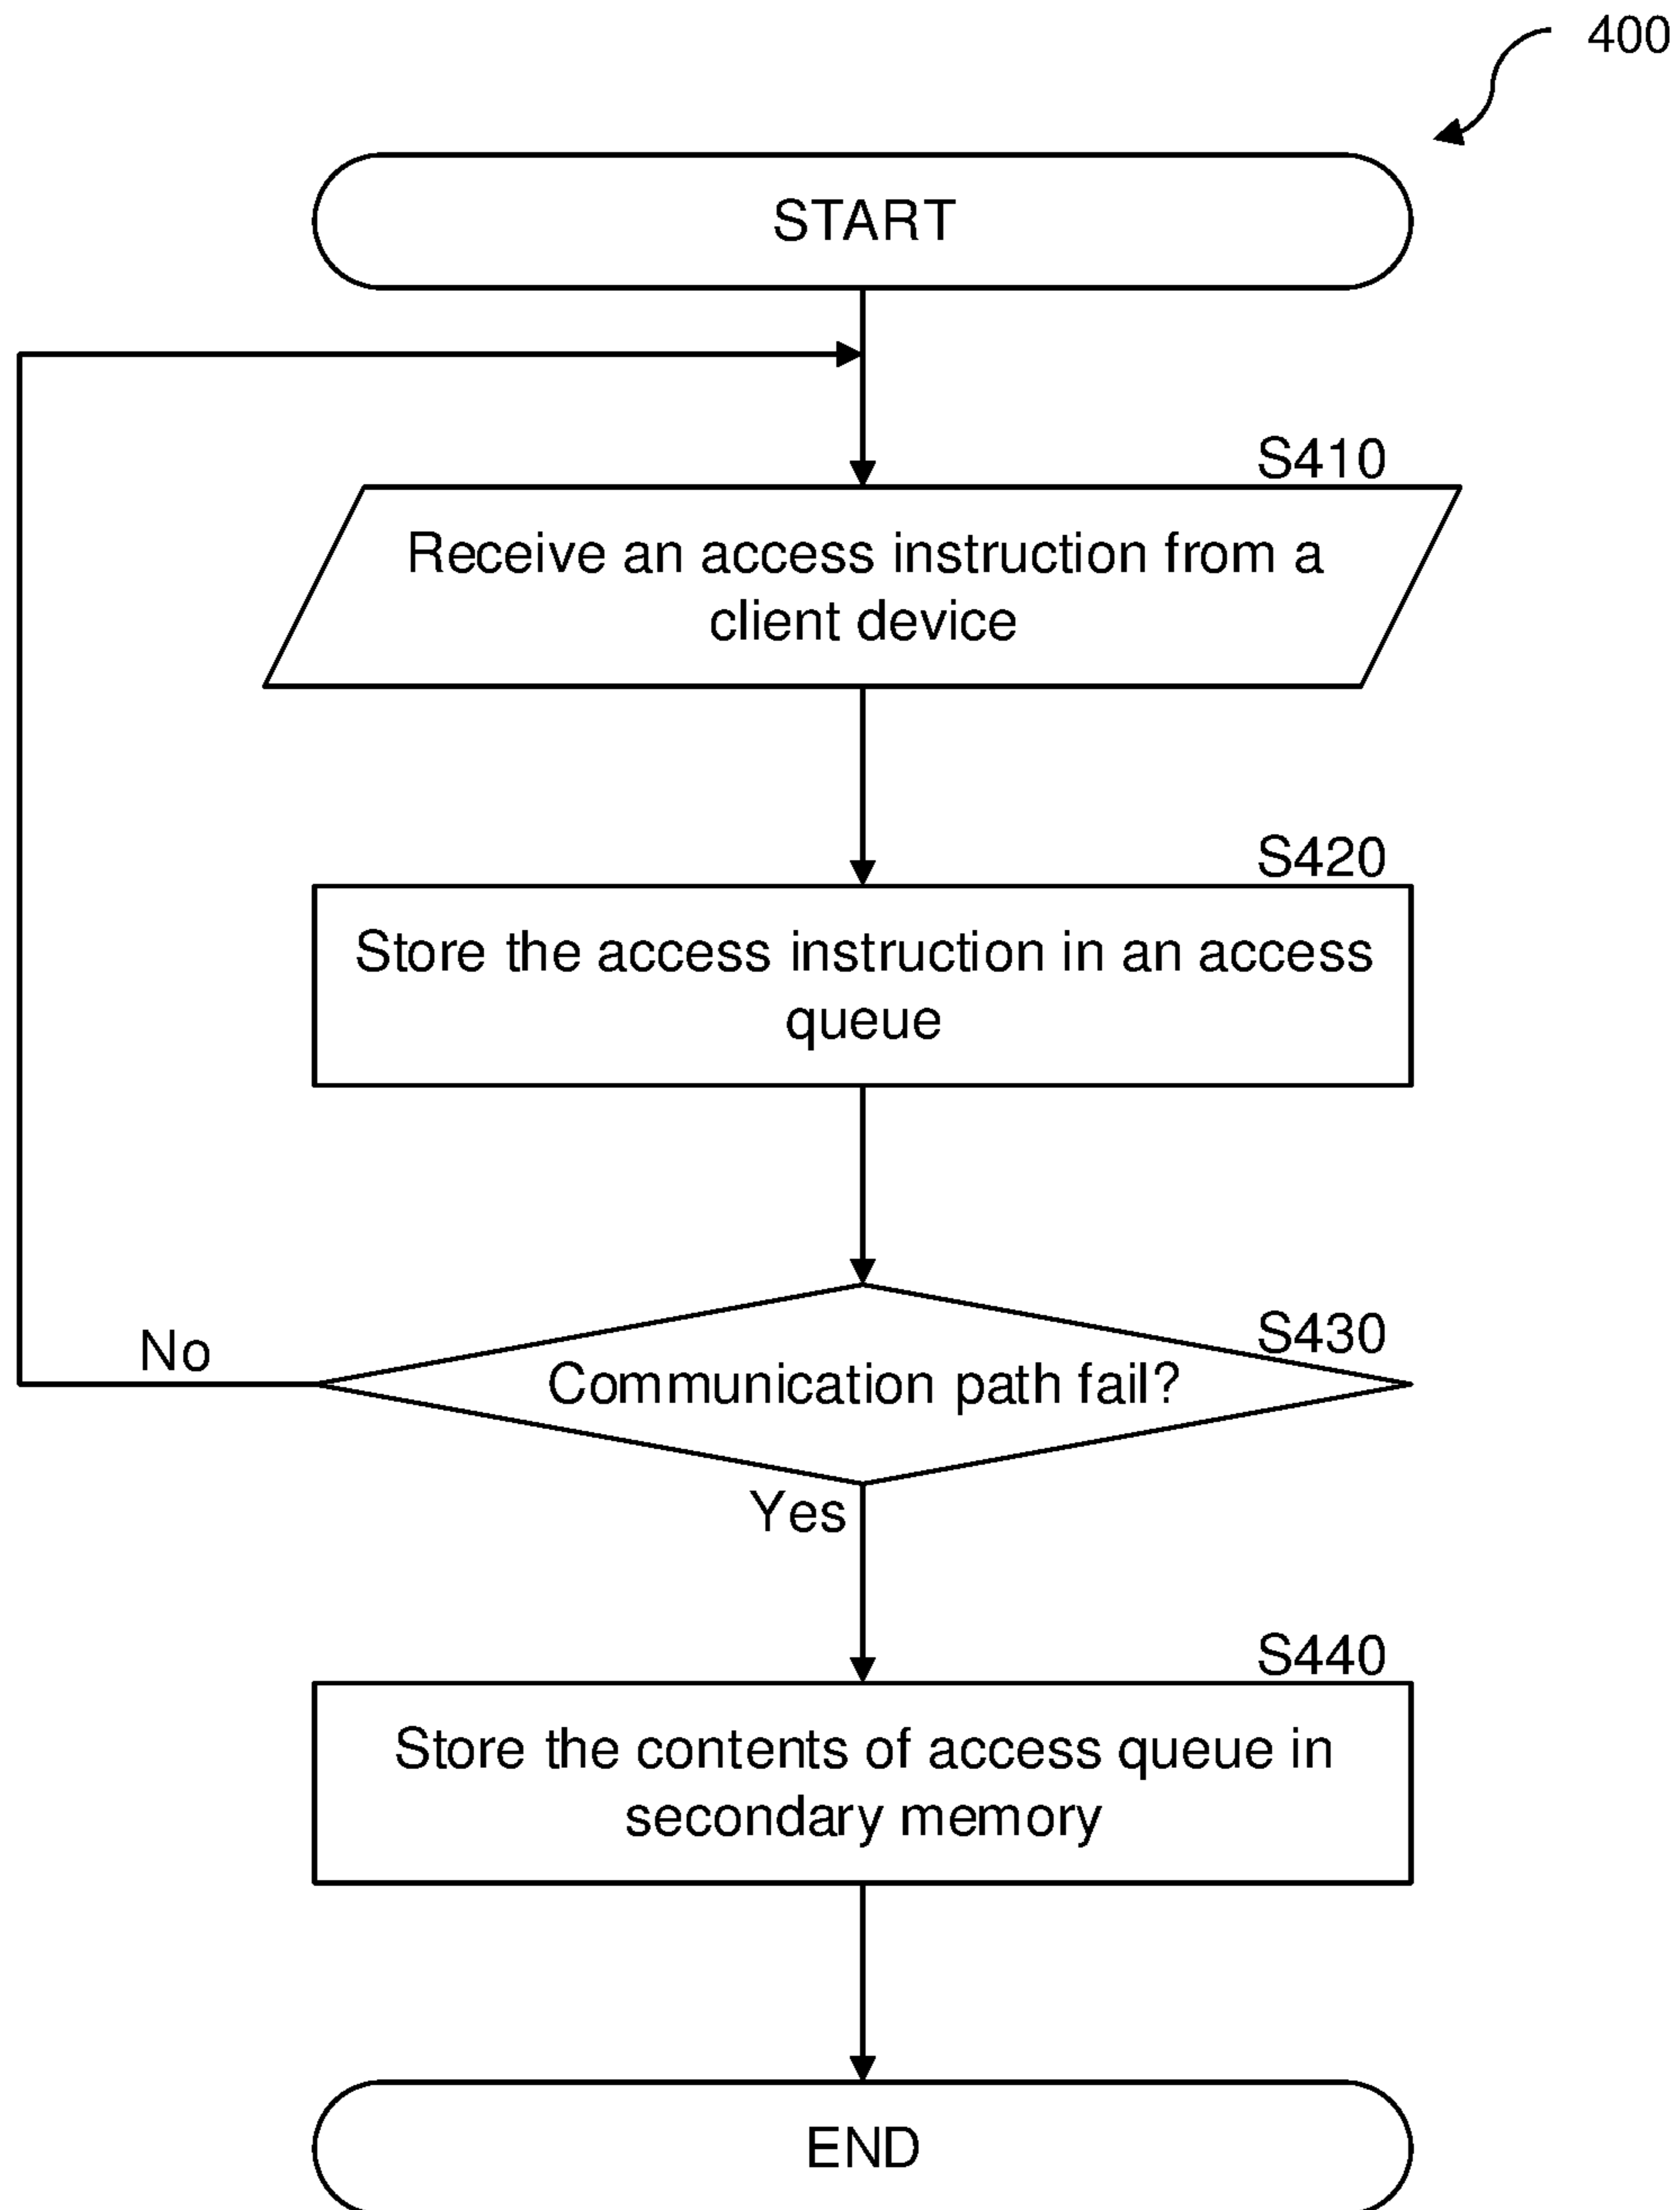 400
START
S410
Receive an access instruction from a
client device
S420
Store the access instruction in an access
queue
S430
Communication path fail?
No
Yes
S440
Store the contents of access queue in
secondary memory
END